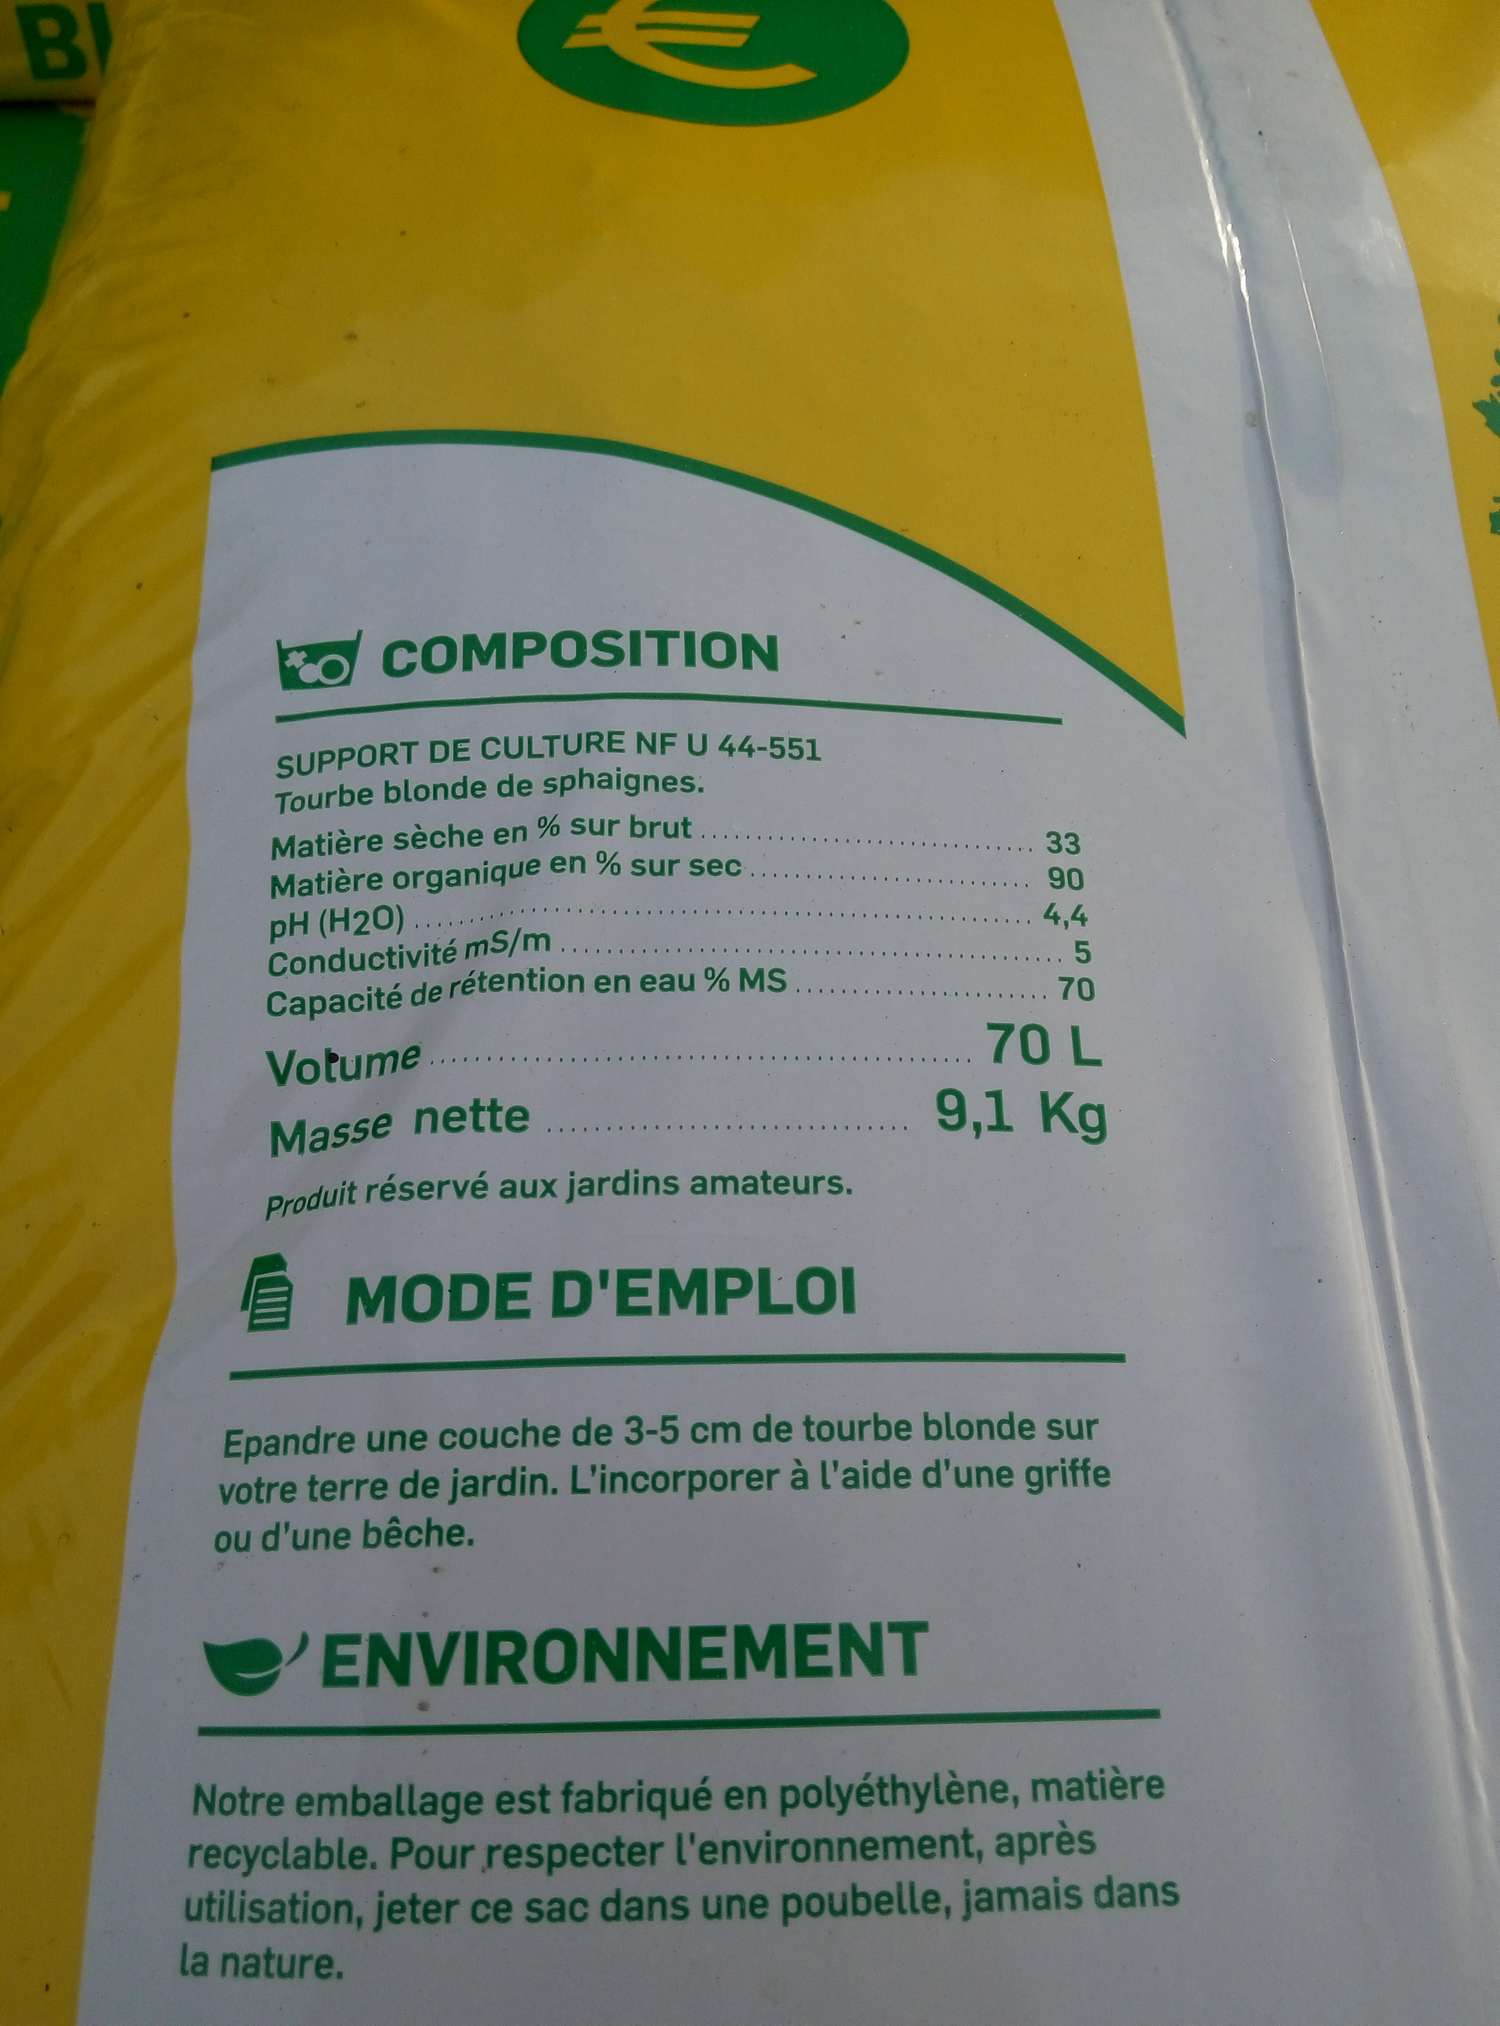 BI
€
COMPOSITION
SUPPORT DE CULTURE NF U 44-551
Tourbe blonde de sphaignes.
Matière sèche en % sur brut .......... 33
Matière organique en % sur sec .......... 90
pH (H2O) .......... 4,4
Conductivité mS/m .......... 5
Capacité de rétention en eau % MS .......... 70
Volume .......... 70 L
Masse nette .......... 9,1 Kg
Produit réservé aux jardins amateurs.
MODE D'EMPLOI
Epandre une couche de 3-5 cm de tourbe blonde sur
votre terre de jardin. L'incorporer à l'aide d'une griffe
ou d'une bêche.
ENVIRONNEMENT
Notre emballage est fabriqué en polyéthylène, matière
recyclable. Pour respecter l'environnement, après
utilisation, jeter ce sac dans une poubelle, jamais dans
la nature.